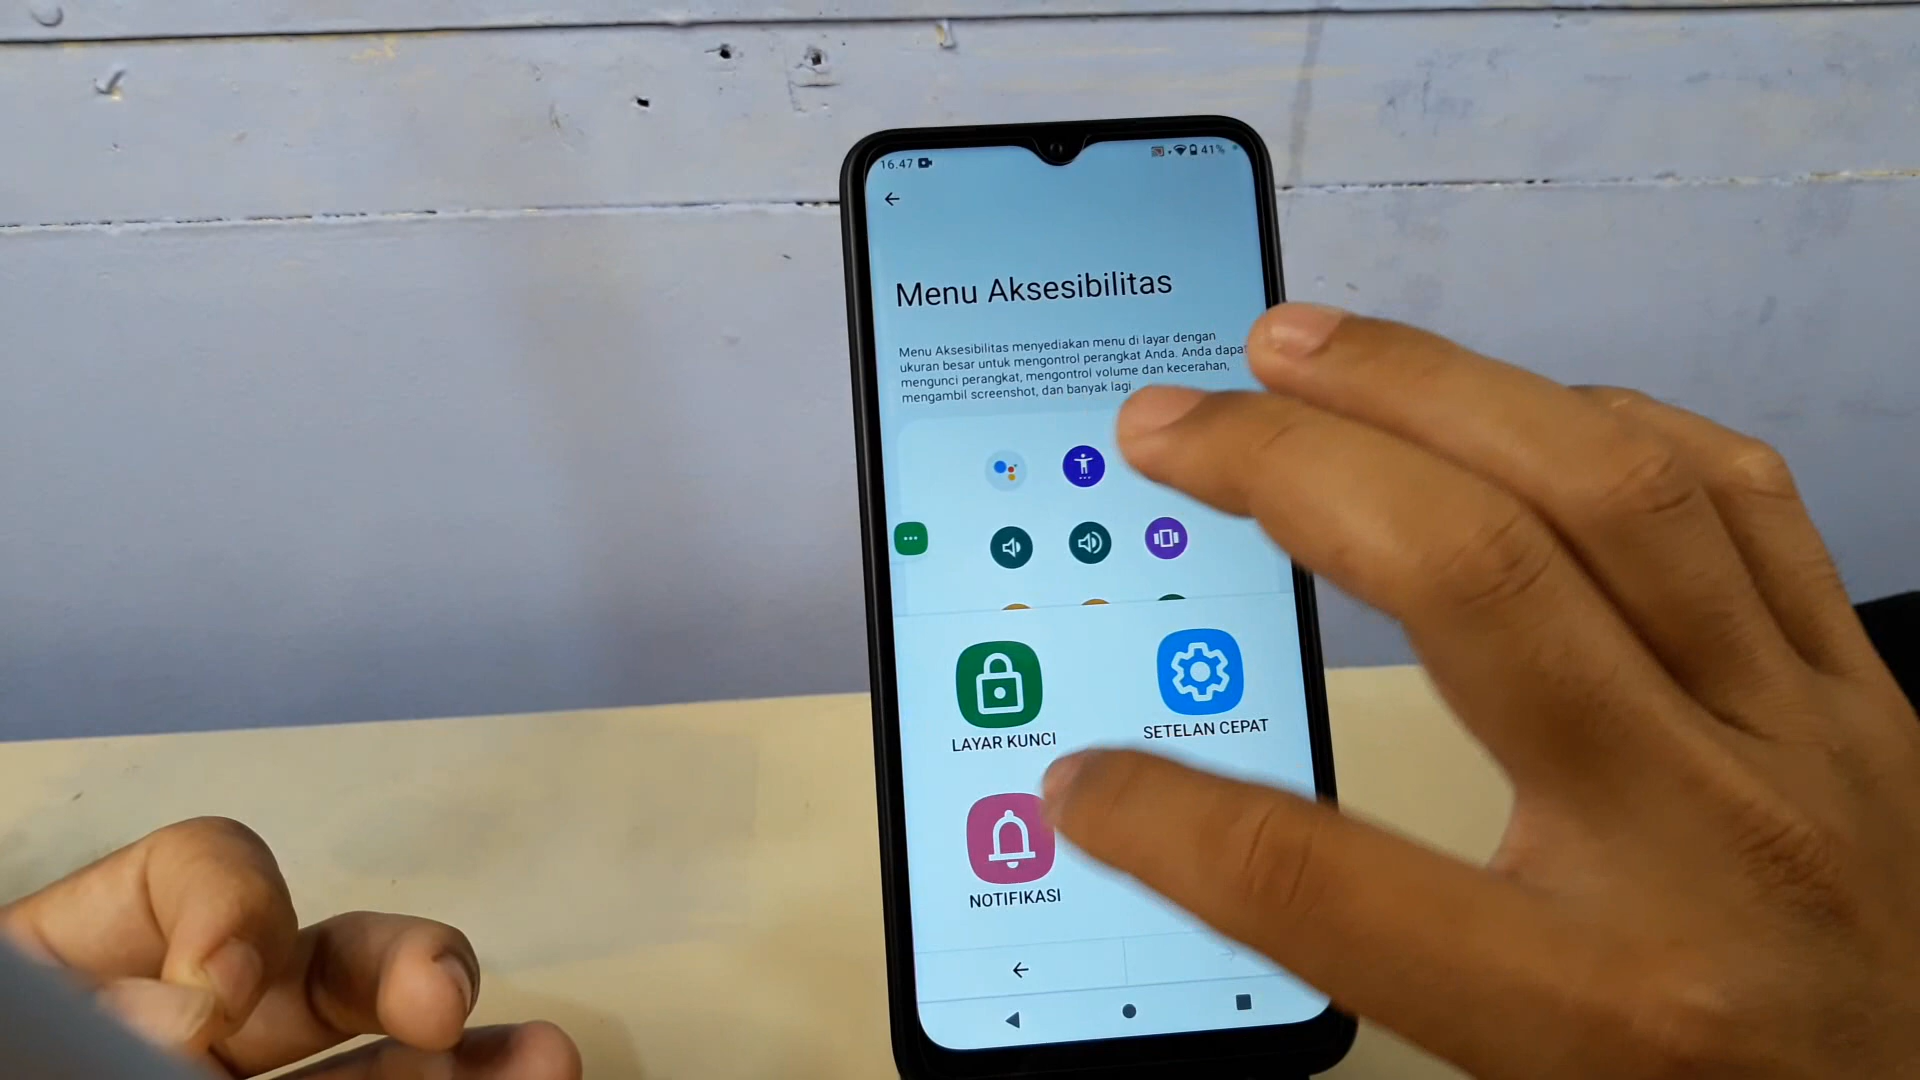 16.47
41%
Menu Aksesibilitas
Menu Aksesibilitas menyediakan menu di layar dengan
ukuran besar untuk mengontrol perangkat Anda. Anda dapat
mengunci perangkat, mengontrol volume dan kecerahan,
mengambil screenshot, dan banyak lagi.
LAYAR KUNCI
SETELAN CEPAT
NOTIFIKASI